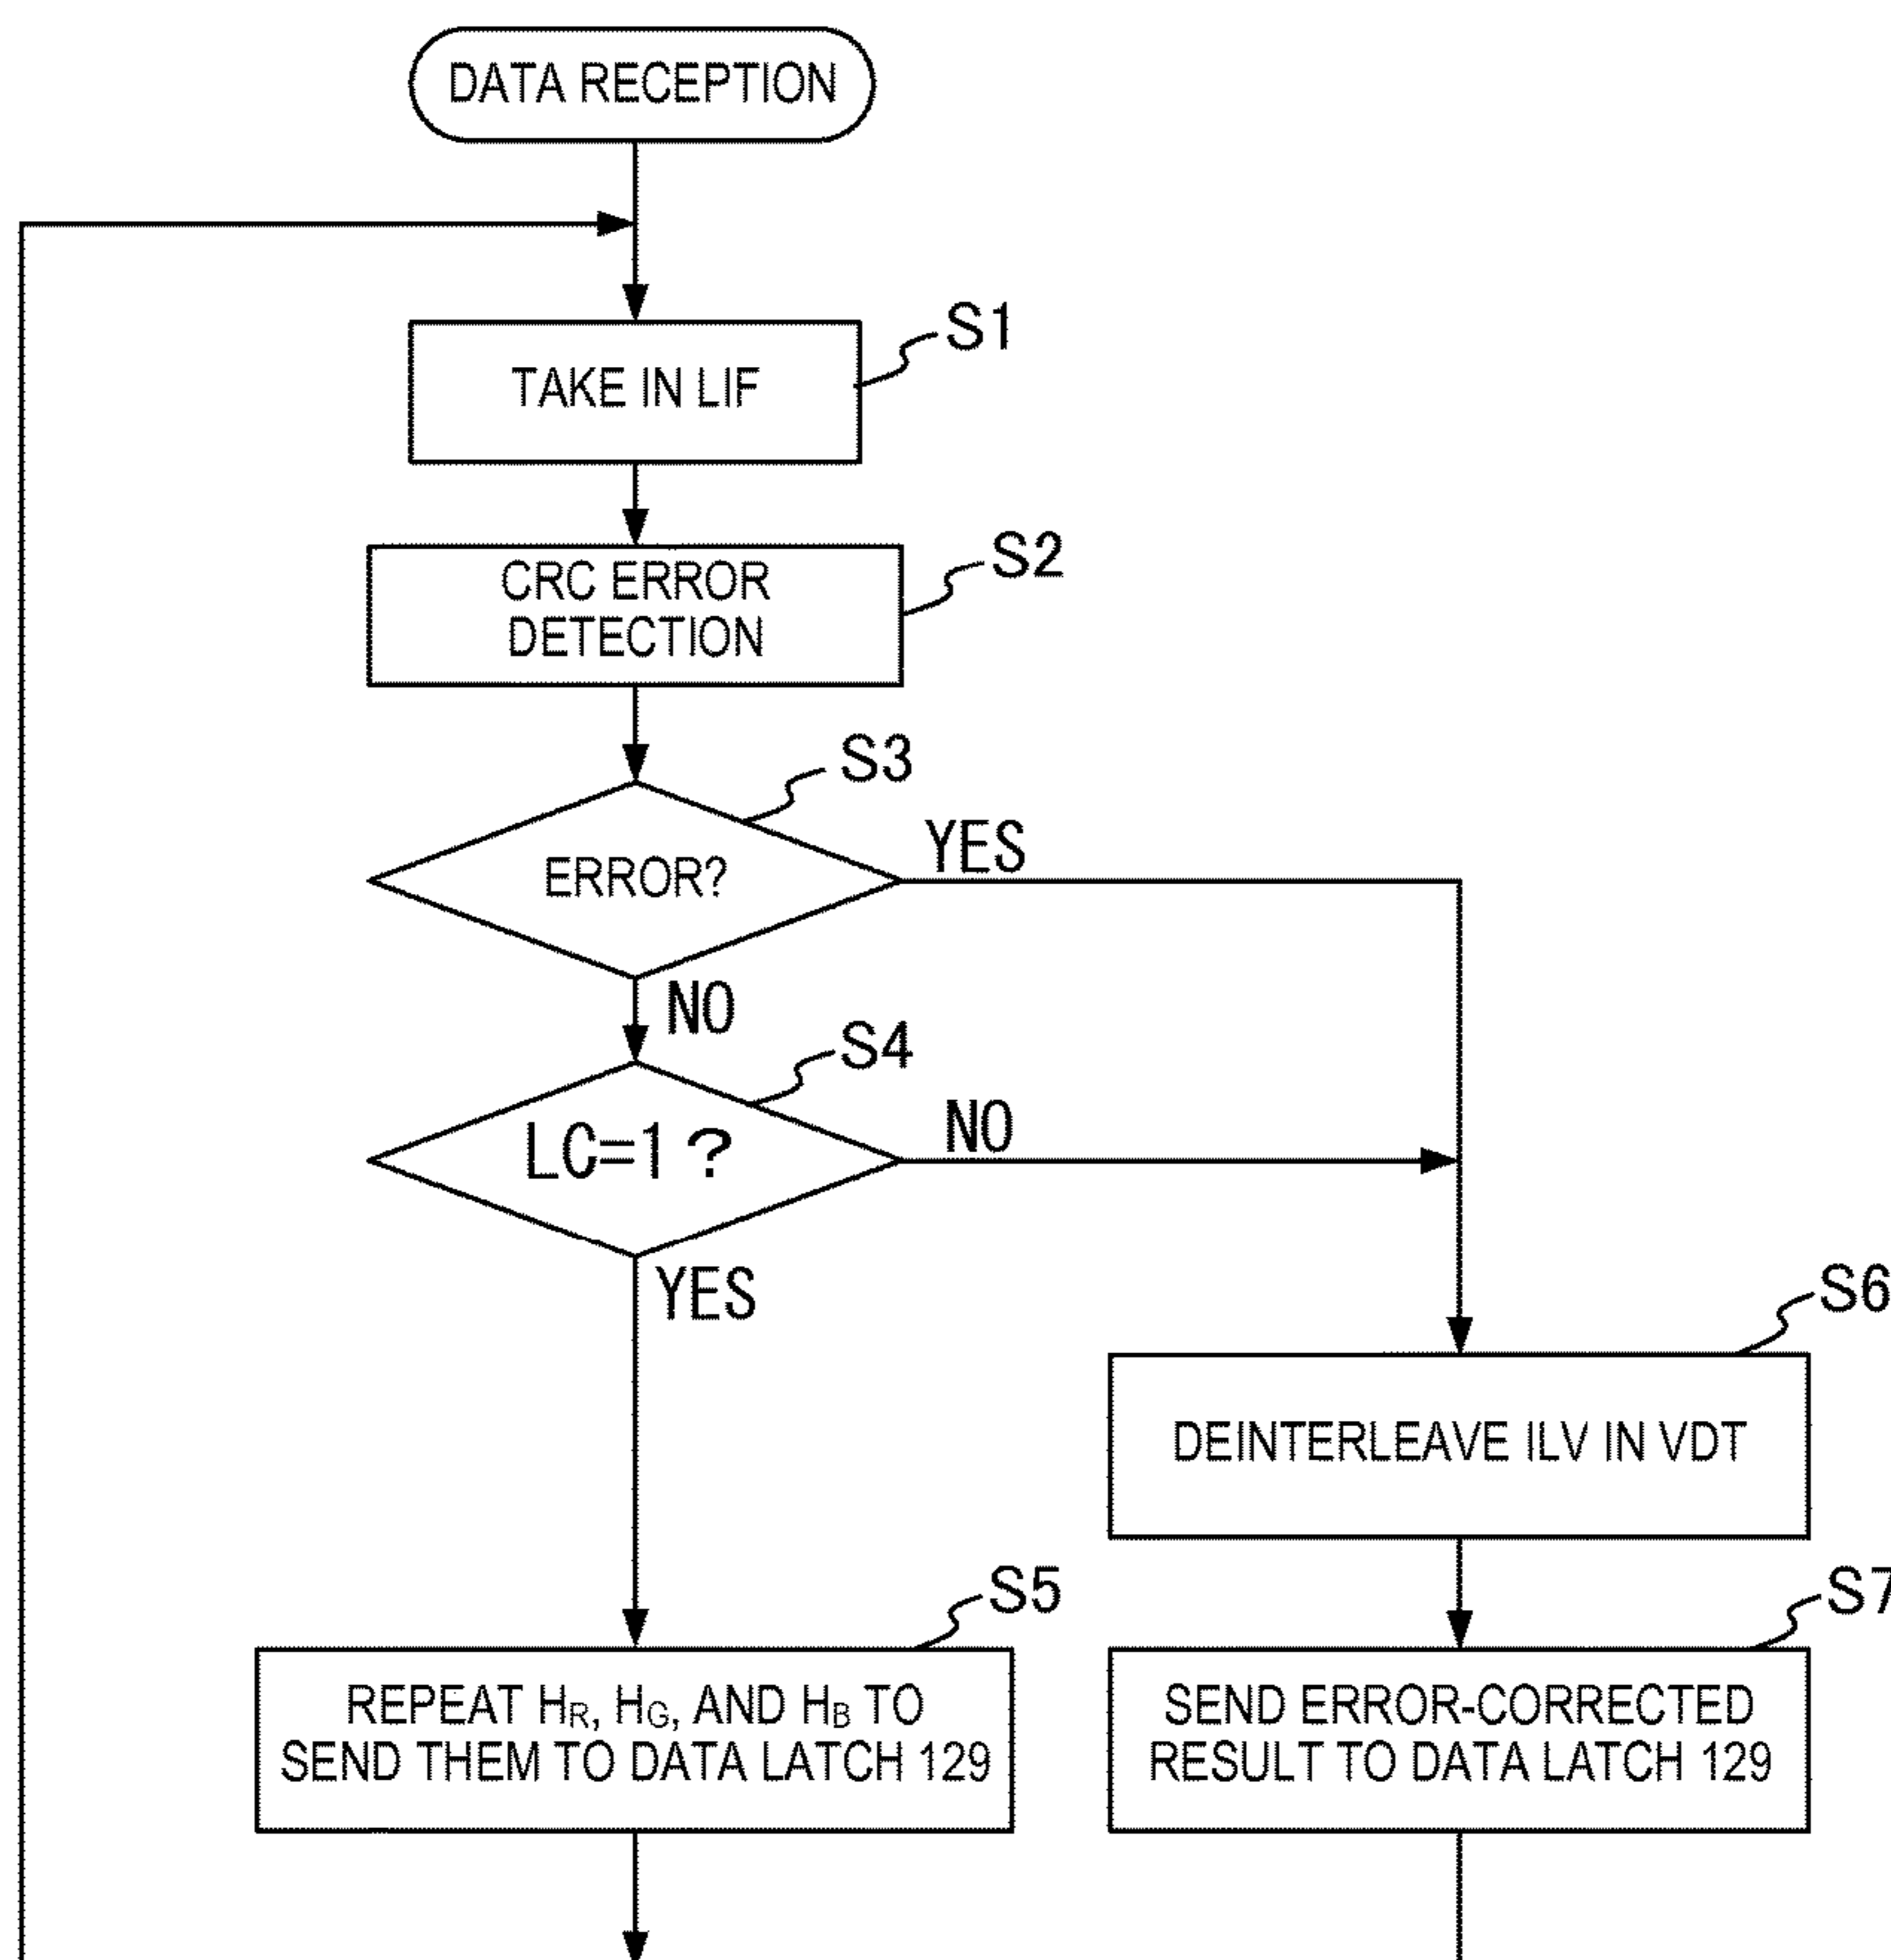 DATA RECEPTION
S1
TAKE IN LIF
S2
CRC ERROR
DETECTION
S3
ERROR?
YES
NO
S4
LC=1 ?
NO
YES
S6
DEINTERLEAVE ILV IN VDT
S5
REPEAT HR, HG, AND HB TO
SEND THEM TO DATA LATCH 129
S7
SEND ERROR-CORRECTED
RESULT TO DATA LATCH 129